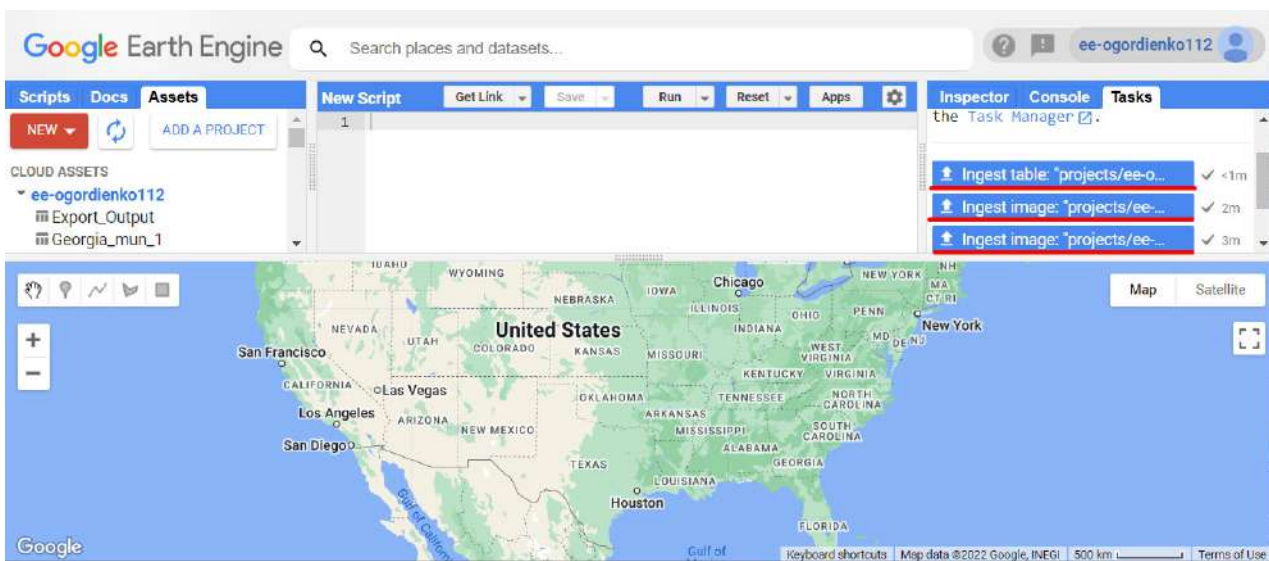 Google Earth Engine
Search places and datasets...
ee-ogordienko112
Scripts Docs Assets
New Script Get Link Save Run Reset Apps
Inspector Console Tasks
NEW ADD A PROJECT
1
the Task Manager.
CLOUD ASSETS
ee-ogordienko112
Export_Output
Georgia_mun_1
Ingest table: "projects/ee-o... <1m
Ingest image: "projects/ee-... 2m
Ingest image: "projects/ee-... 3m
Map Satellite
IDAHO
WYOMING
NEBRASKA
IOWA
Chicago
NEW YORK
NH
MA
CT RI
NEVADA
UTAH
United States
COLORADO
KANSAS
MISSOURI
ILLINOIS
INDIANA
OHIO
PENN
MD
DE
NJ
New York
WEST
VIRGINIA
San Francisco
KENTUCKY
VIRGINIA
CALIFORNIA
Las Vegas
OKLAHOMA
TENNESSEE
NORTH
CAROLINA
Los Angeles
ARIZONA
NEW MEXICO
ARKANSAS
MISSISSIPPI
SOUTH
CAROLINA
San Diego
ALABAMA
TEXAS
GEORGIA
LOUISIANA
Houston
FLORIDA
Gulf of California
Gulf of
Google
Keyboard shortcuts Map data ©2022 Google, INEGI 500 km Terms of Use